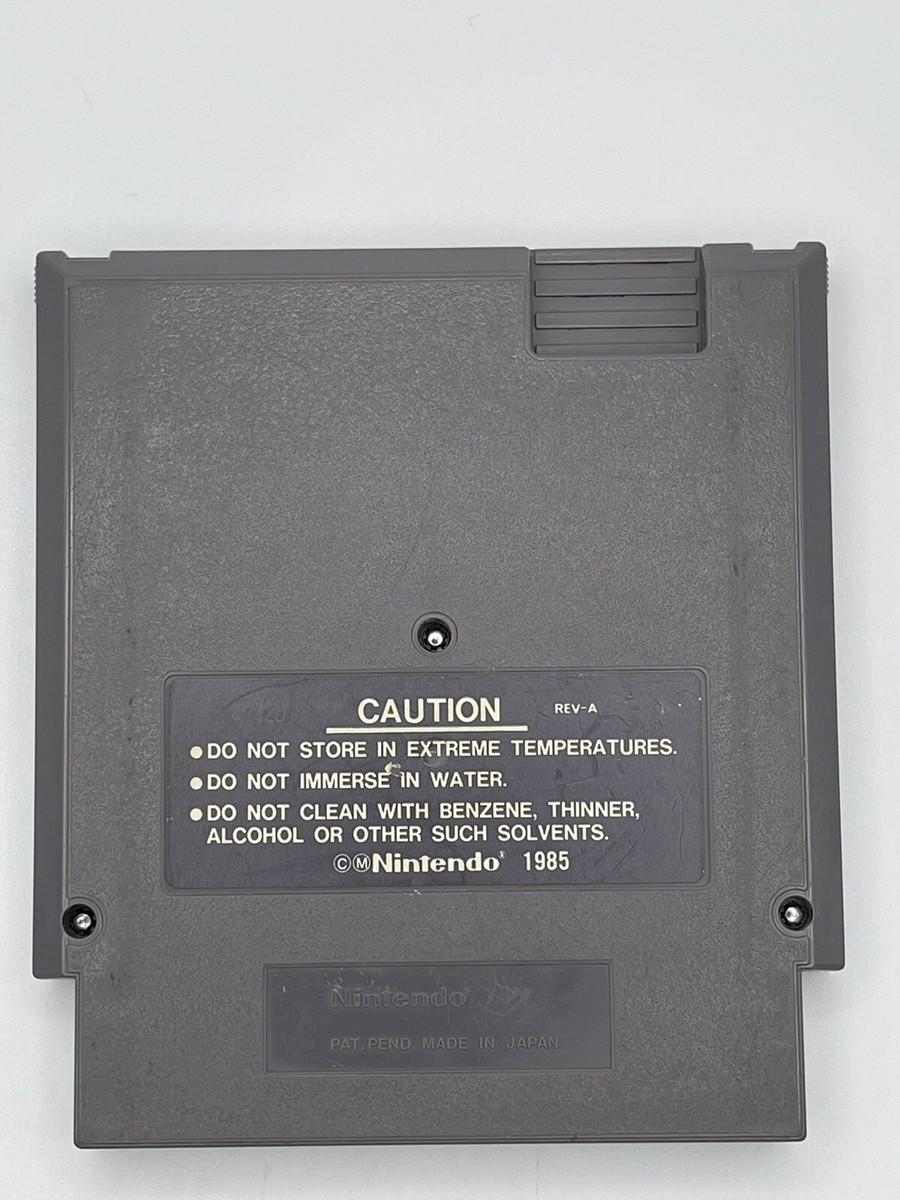 CAUTION REV-A
●DO NOT STORE IN EXTREME TEMPERATURES.
●DO NOT IMMERSE IN WATER.
●DO NOT CLEAN WITH BENZENE, THINNER,
ALCOHOL OR OTHER SUCH SOLVENTS.
ⒸⓂNintendo® 1985
Nintendo
PAT. PEND. MADE IN JAPAN